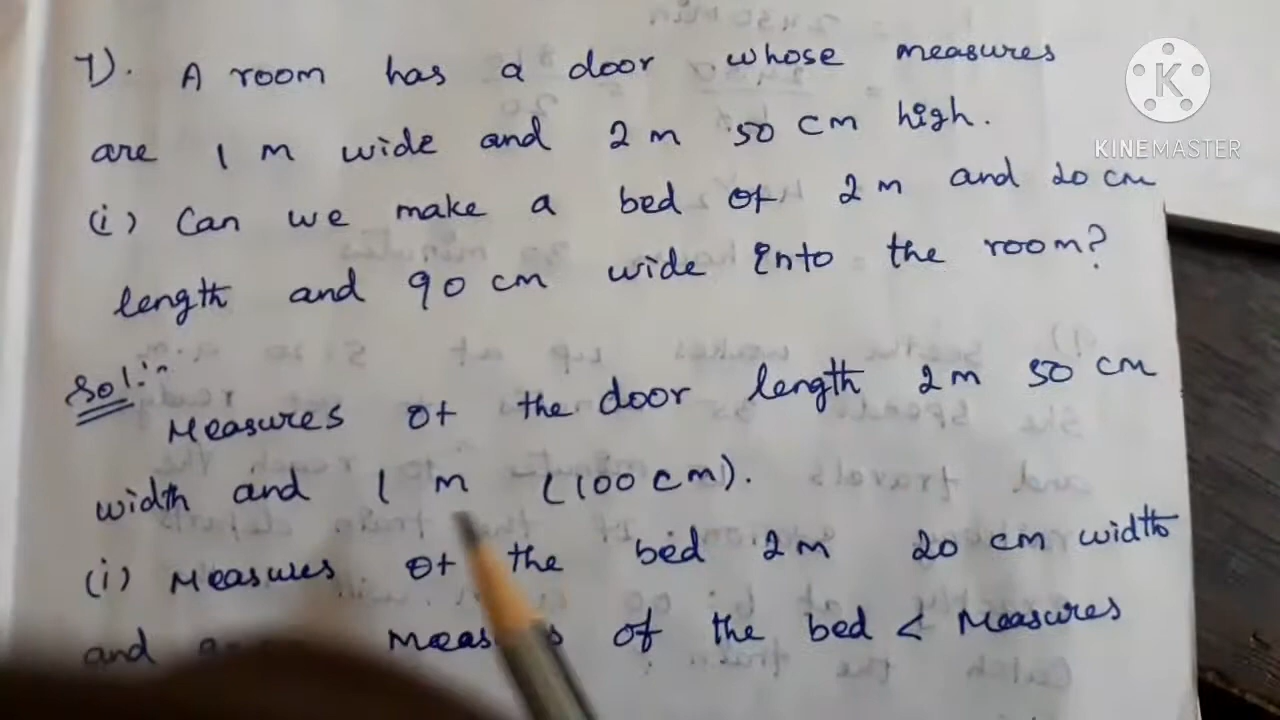 7). A room has a door whose measures
are 1 m wide and 2 m 50 cm high.
(i) Can we make a bed of 2 m and 20 cm
length and 90 cm wide into the room?
Sol:-
Measures of the door length 2 m 50 cm
width and 1 m (100 cm).
(i) Measures of the bed 2 m 20 cm width
and of the bed < Measures
K
KINEMASTER